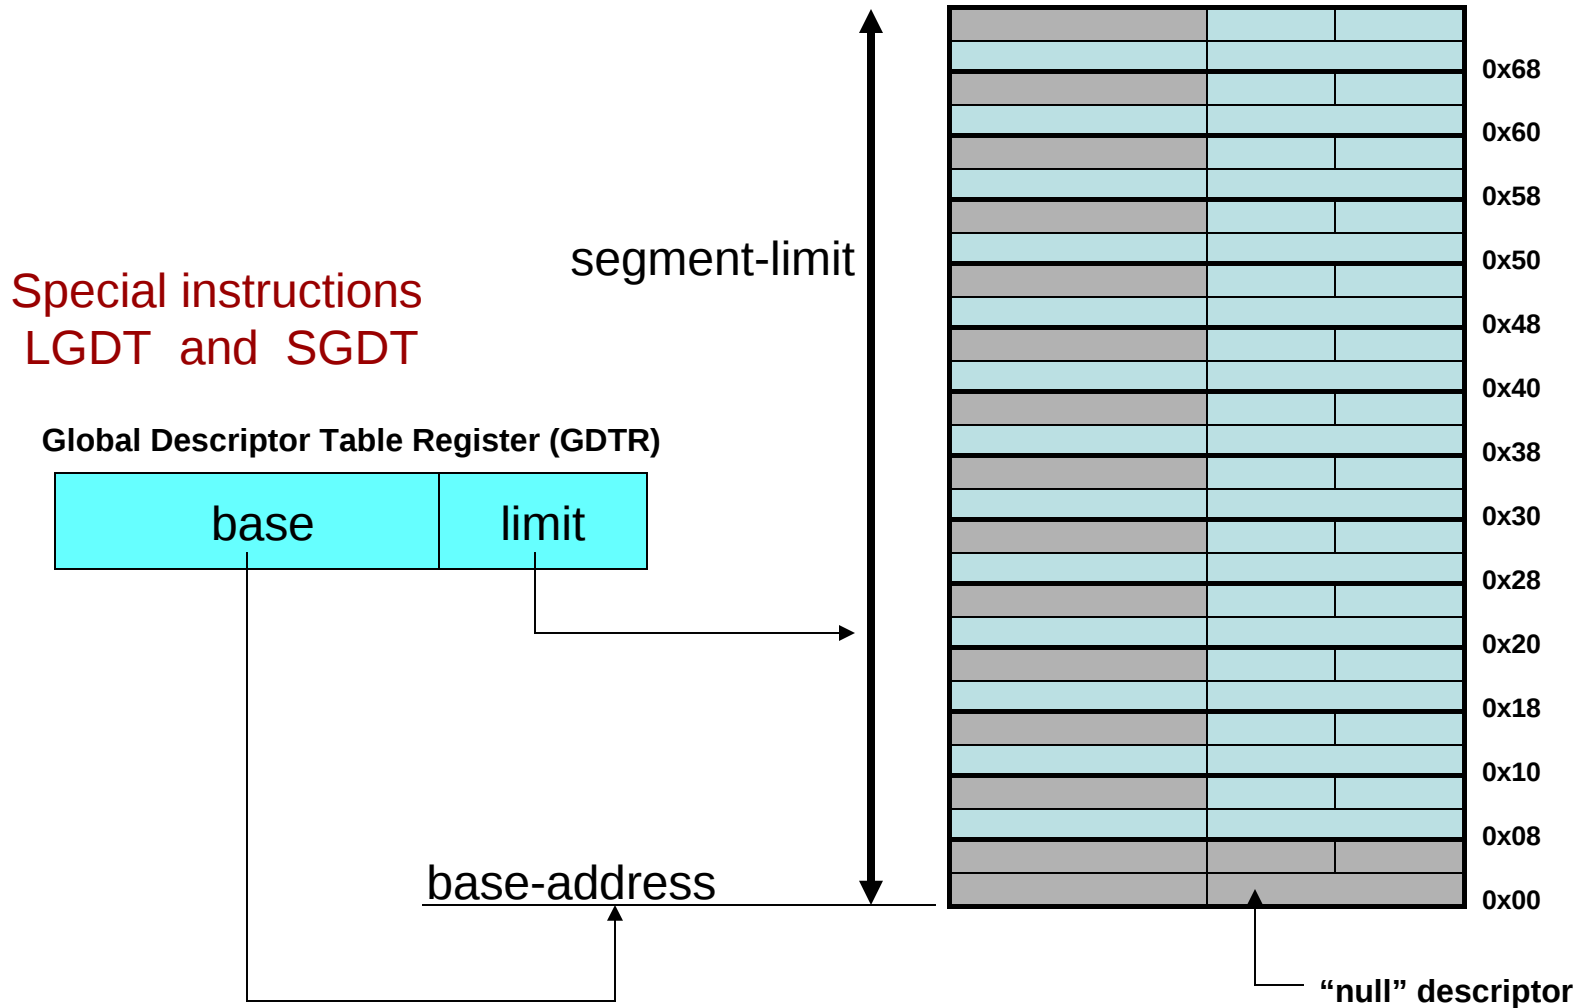 Special instructions
LGDT and SGDT
Global Descriptor Table Register (GDTR)
base
limit
segment-limit
base-address
0x68
0x60
0x58
0x50
0x48
0x40
0x38
0x30
0x28
0x20
0x18
0x10
0x08
0x00
“null” descriptor